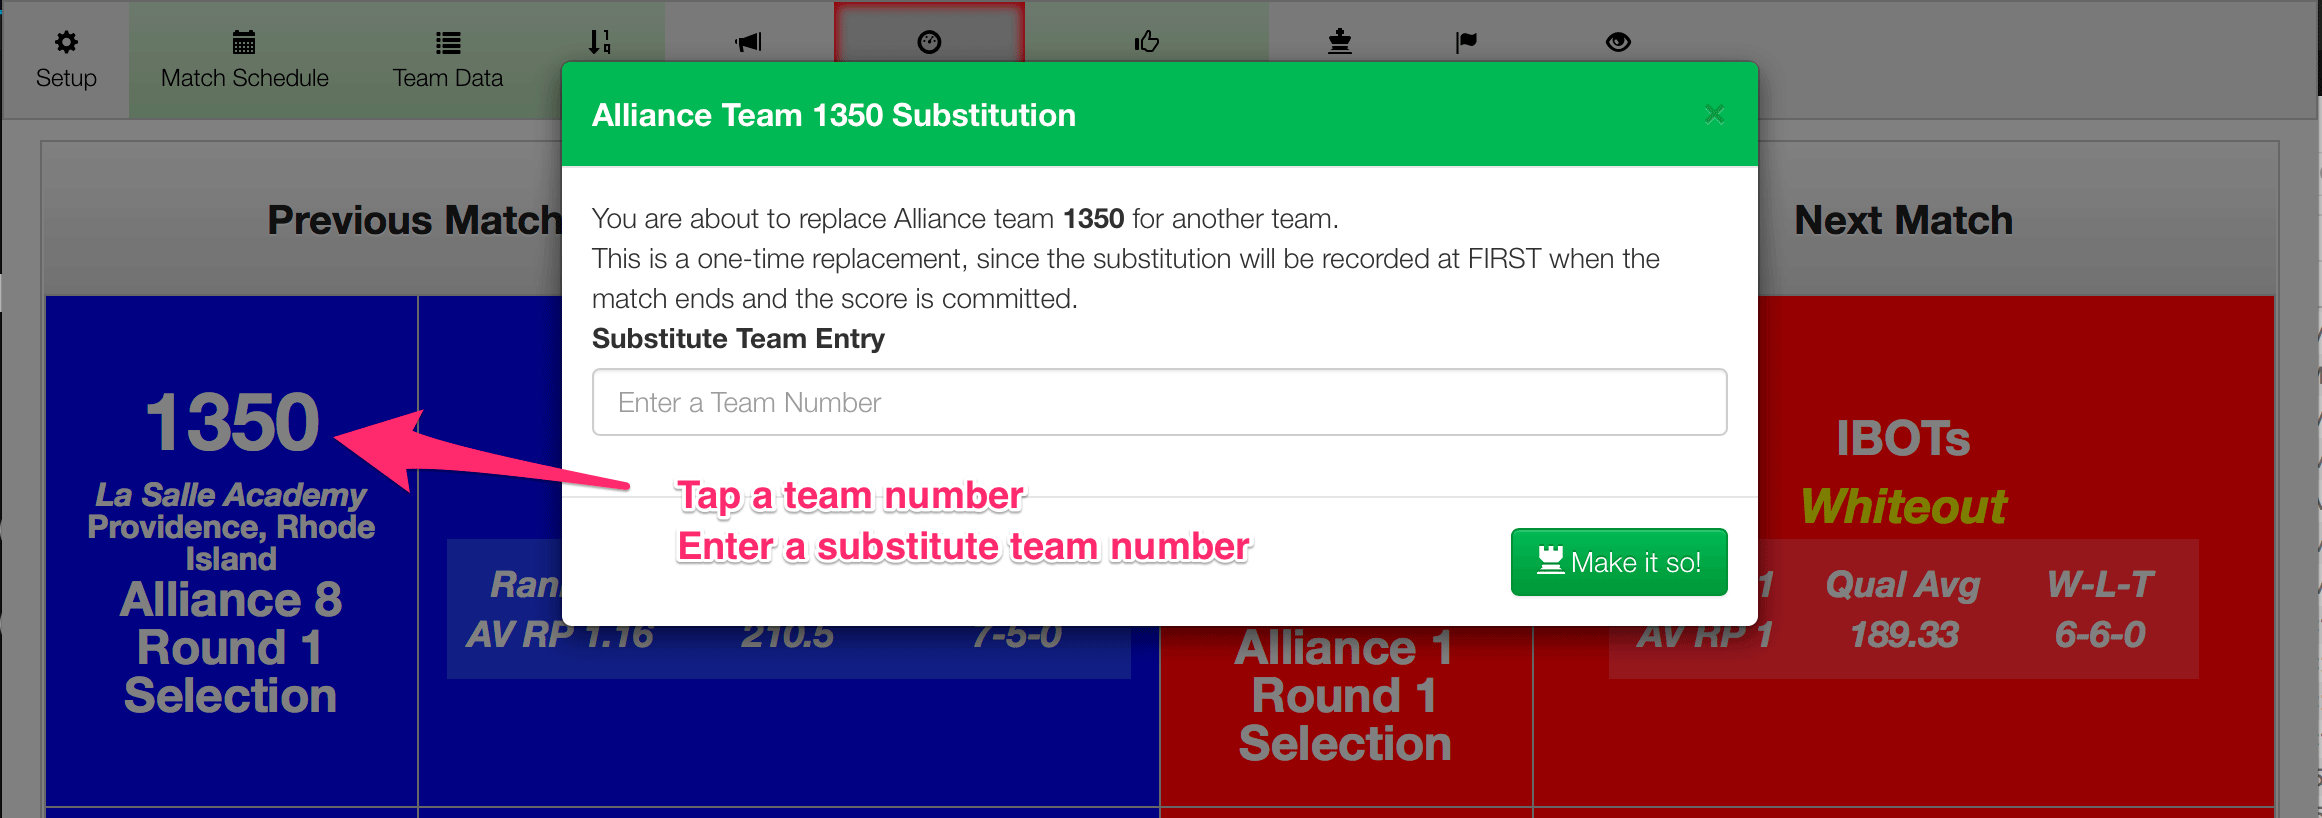 Setup
Match Schedule
Team Data
Alliance Team 1350 Substitution
×
Previous Match
Next Match
You are about to replace Alliance team 1350 for another team.
This is a one-time replacement, since the substitution will be recorded at FIRST when the
match ends and the score is committed.
Substitute Team Entry
Enter a Team Number
Tap a team number
Enter a substitute team number
Make it so!
1350
La Salle Academy
Providence, Rhode
Island
Alliance 8
Round 1
Selection
AV RP 1.16 210.5 7-5-0
Alliance 1
Round 1
Selection
IBOTs
Whiteout
1 Qual Avg W-L-T
AV RP 1 189.33 6-6-0